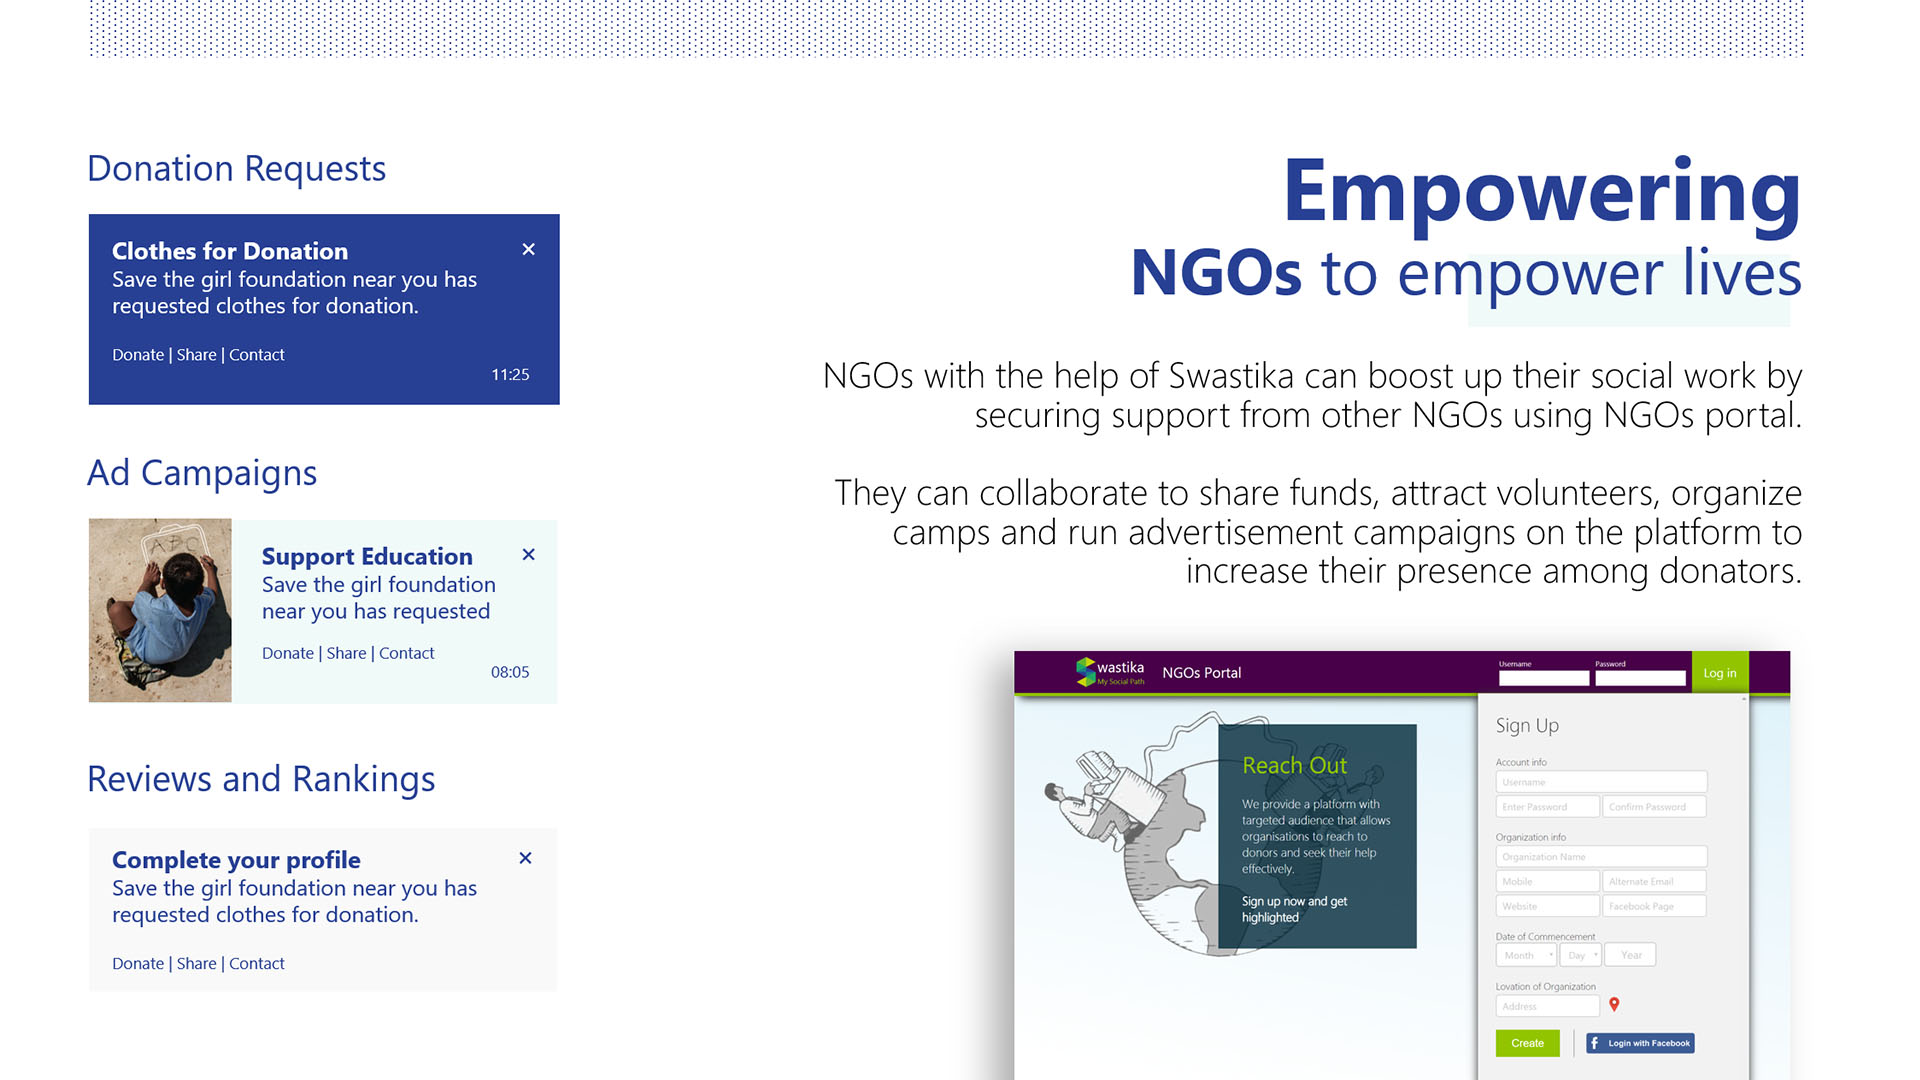 Donation Requests
Clothes for Donation
Save the girl foundation near you has
requested clothes for donation.
Donate | Share | Contact
11:25
Ad Campaigns
ABC
Support Education
Save the girl foundation
near you has requested
Donate | Share | Contact
08:05
Reviews and Rankings
Complete your profile
Save the girl foundation near you has
requested clothes for donation.
Donate | Share | Contact
Empowering
NGOs to empower lives
NGOs with the help of Swastika can boost up their social work by
securing support from other NGOs using NGOs portal.
They can collaborate to share funds, attract volunteers, organize
camps and run advertisement campaigns on the platform to
increase their presence among donators.
Swastika
My Social Path
NGOs Portal
Username
Password
Log in
Reach Out
We provide a platform with
targeted audience that allows
organisations to reach to
donors and seek their help
effectively.
Sign up now and get
highlighted
Sign Up
Account info
Username
Enter Password Confirm Password
Organization info
Organization Name
Mobile Alternate Email
Website Facebook Page
Date of Commencement
Month Day Year
Lovation of Organization
Address
Create
f Login with Facebook